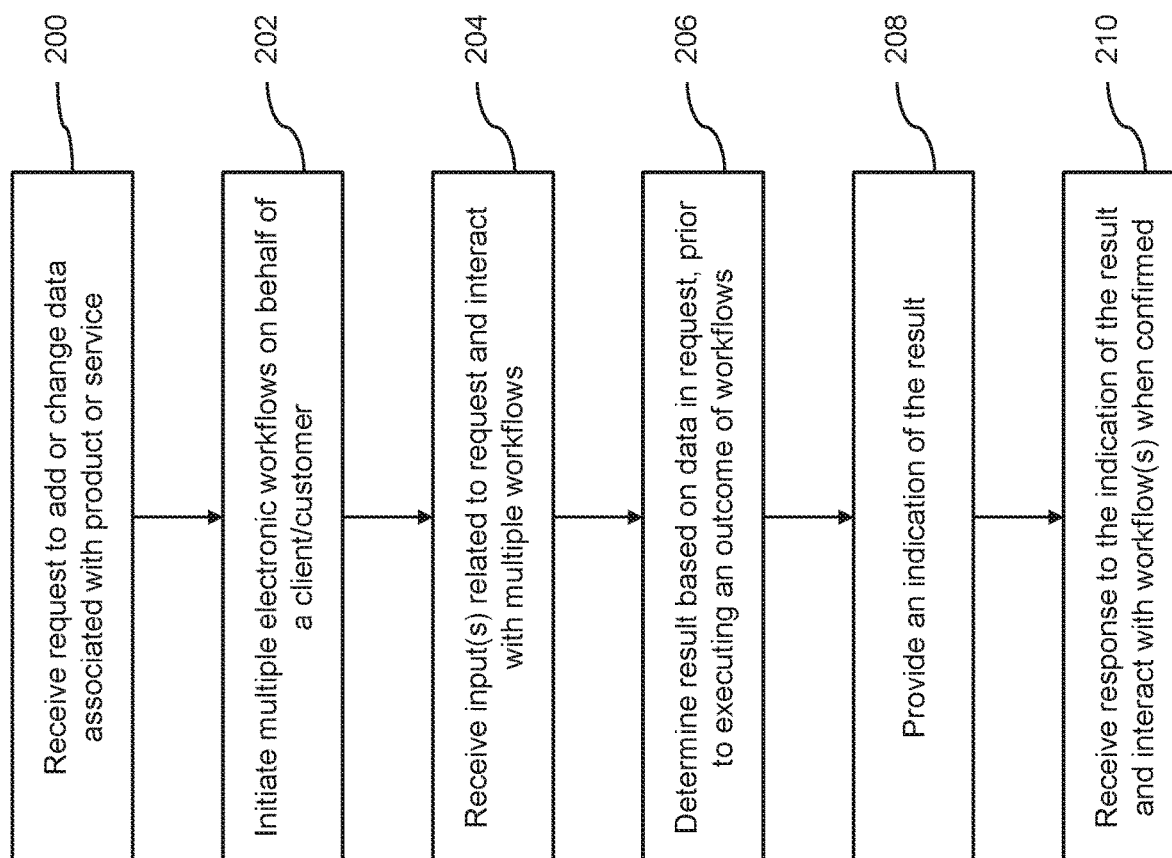 Receive request to add or change data
associated with product or service
200
Initiate multiple electronic workflows on behalf of
a client/customer
202
Receive input(s) related to request and interact
with multiple workflows
204
Determine result based on data in request, prior
to executing an outcome of workflows
206
Provide an indication of the result
208
Receive response to the indication of the result
and interact with workflow(s) when confirmed
210